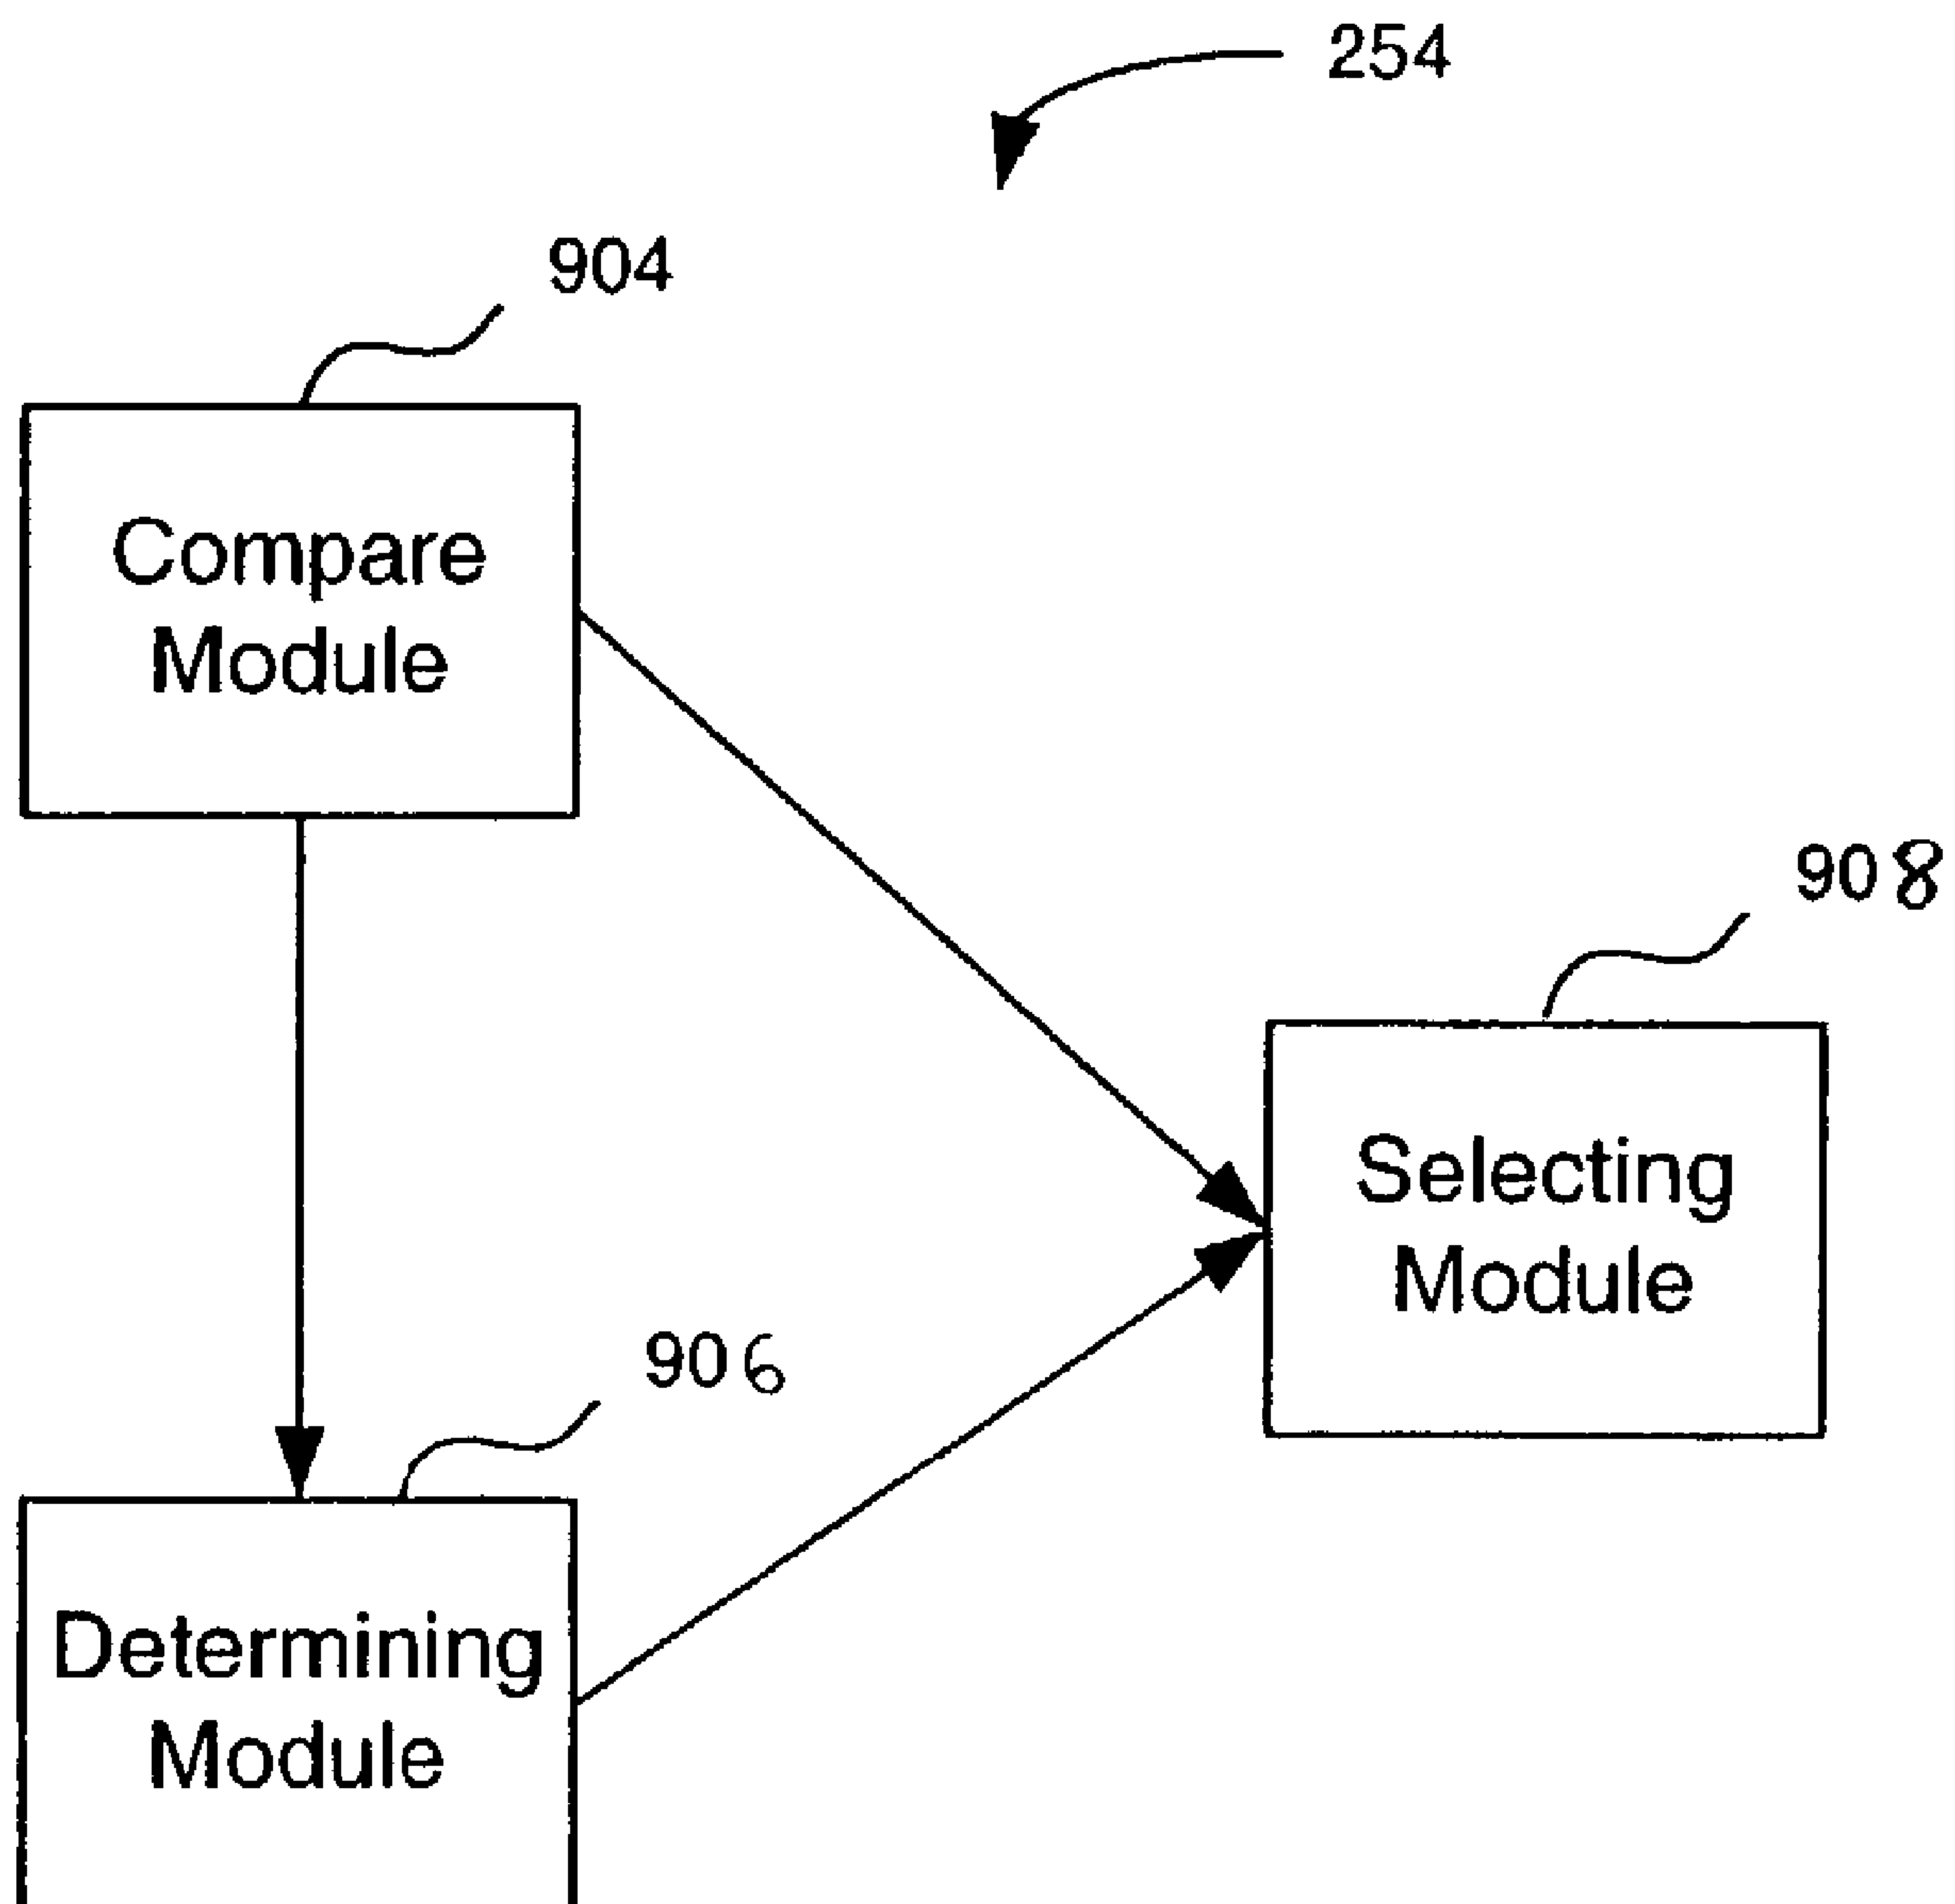 254
904
Compare
Module
908
Selecting
Module
906
Determining
Module